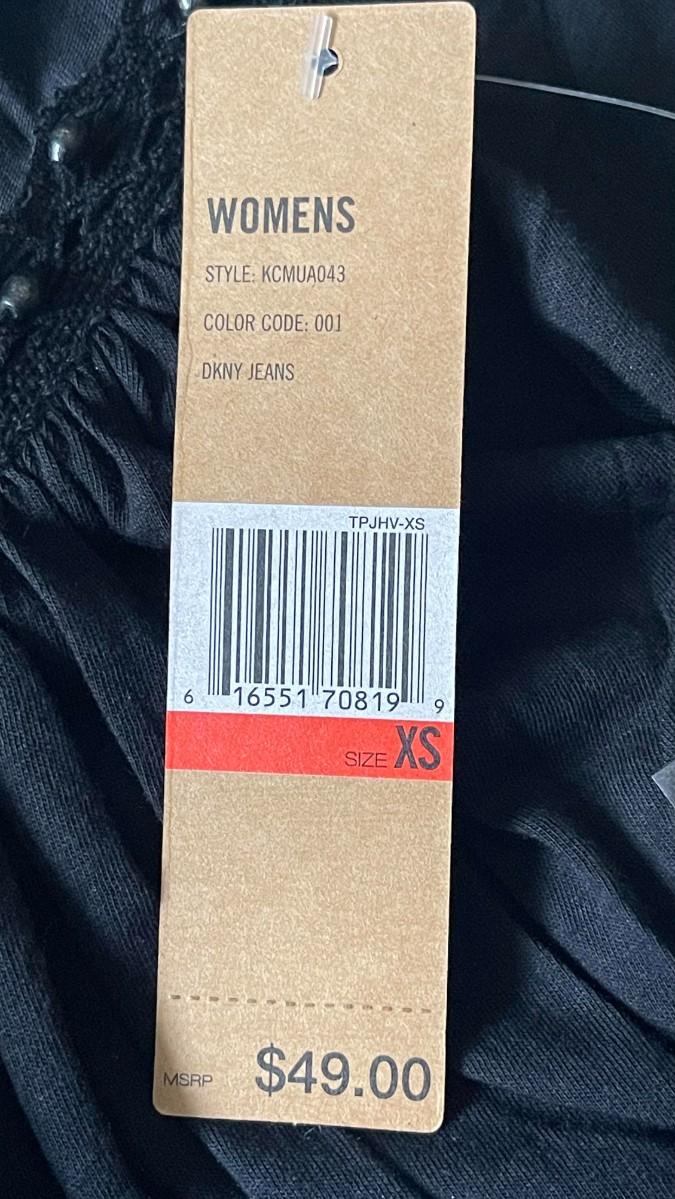 WOMENS
STYLE: KCMUA043
COLOR CODE: 001
DKNY JEANS
TPJHV-XS
6 16551 70819 9
SIZE XS
MSRP $49.00